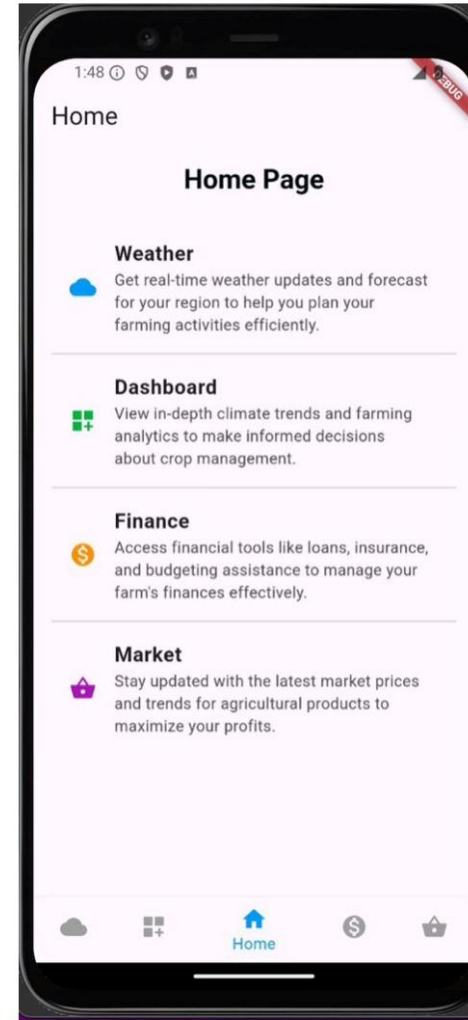 1:48
DEBUG
Home
Home Page
Weather
Get real-time weather updates and forecast
for your region to help you plan your
farming activities efficiently.
Dashboard
View in-depth climate trends and farming
analytics to make informed decisions
about crop management.
Finance
Access financial tools like loans, insurance,
and budgeting assistance to manage your
farm's finances effectively.
Market
Stay updated with the latest market prices
and trends for agricultural products to
maximize your profits.
Home